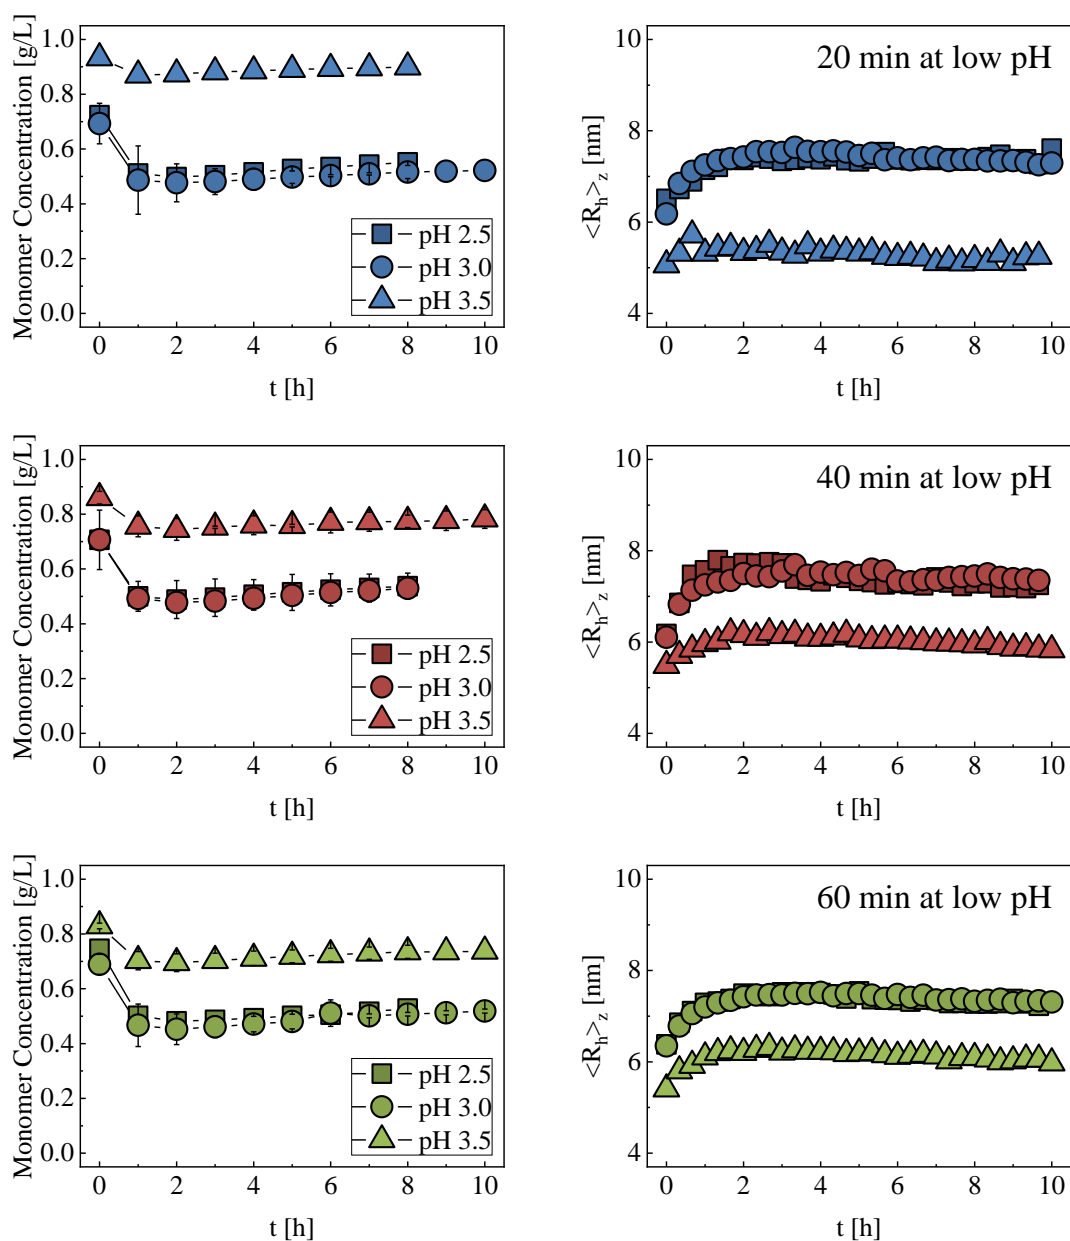 1.0
0.8
0.6
0.4
0.2
0.0
Monomer Concentration [g/L]
pH 2.5
pH 3.0
pH 3.5
0 2 4 6 8 10
t [h]
20 min at low pH
10
8
6
4
<R_h>_z [nm]
0 2 4 6 8 10
t [h]
1.0
0.8
0.6
0.4
0.2
0.0
Monomer Concentration [g/L]
pH 2.5
pH 3.0
pH 3.5
0 2 4 6 8 10
t [h]
40 min at low pH
10
8
6
4
<R_h>_z [nm]
0 2 4 6 8 10
t [h]
1.0
0.8
0.6
0.4
0.2
0.0
Monomer Concentration [g/L]
pH 2.5
pH 3.0
pH 3.5
0 2 4 6 8 10
t [h]
60 min at low pH
10
8
6
4
<R_h>_z [nm]
0 2 4 6 8 10
t [h]